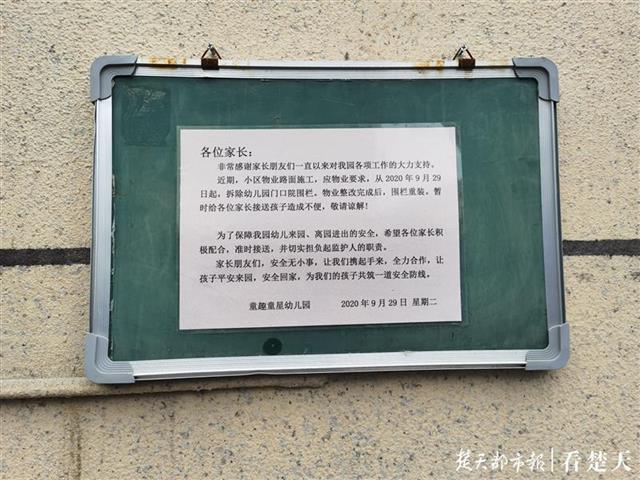 各位家长：
非常感谢家长朋友们一直以来对我园各项工作的大力支持。
近期，小区物业路面施工，应物业要求，从2020年9月29
日起，拆除幼儿园门口院围栏。物业整改完成后，围栏重装。暂
时给各位家长接送孩子造成不便，敬请谅解！
为了保障我园幼儿来园、离园进出的安全，希望各位家长积
极配合，准时接送，并切实担负起监护人的职责。
家长朋友们，安全无小事，让我们携起手来，全力合作，让
孩子平安来园、安全回家，为我们的孩子共筑一道安全防线。
童趣童星幼儿园 2020年9月29日 星期二
楚天都市报 看楚天